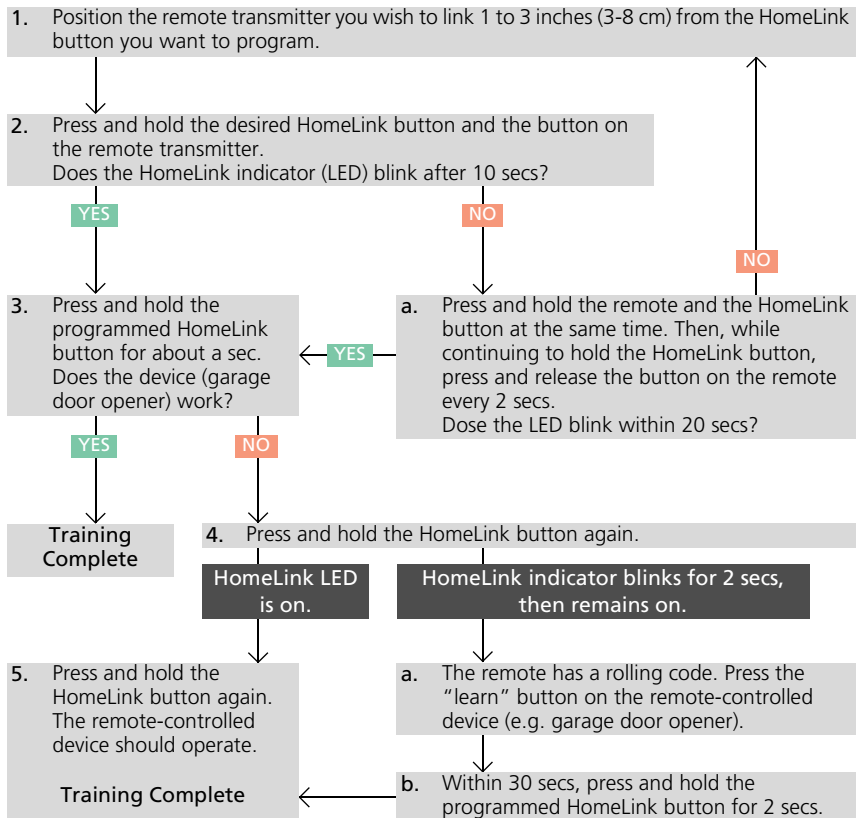 1. Position the remote transmitter you wish to link 1 to 3 inches (3-8 cm) from the HomeLink
button you want to program.
2. Press and hold the desired HomeLink button and the button on
the remote transmitter.
Does the HomeLink indicator (LED) blink after 10 secs?
YES
NO
NO
3. Press and hold the
programmed HomeLink
button for about a sec.
Does the device (garage
door opener) work?
YES
a. Press and hold the remote and the HomeLink
button at the same time. Then, while
continuing to hold the HomeLink button,
press and release the button on the remote
every 2 secs.
Dose the LED blink within 20 secs?
YES
NO
Training
Complete
4. Press and hold the HomeLink button again.
HomeLink LED
is on.
HomeLink indicator blinks for 2 secs,
then remains on.
5. Press and hold the
HomeLink button again.
The remote-controlled
device should operate.
Training Complete
a. The remote has a rolling code. Press the
“learn” button on the remote-controlled
device (e.g. garage door opener).
b. Within 30 secs, press and hold the
programmed HomeLink button for 2 secs.